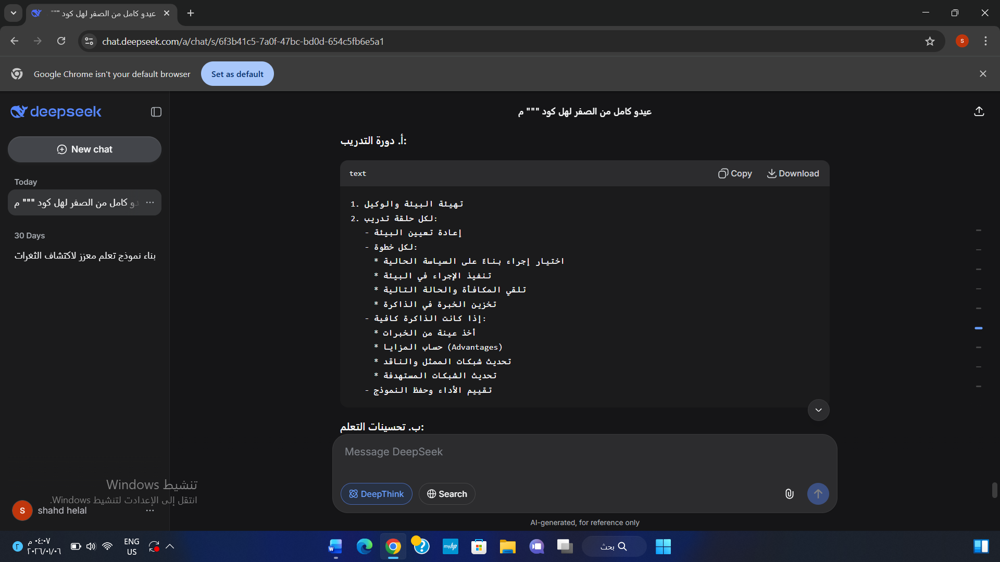 عيدو كامل من الصفر لهل كود """
chat.deepseek.com/a/chat/s/6f3b41c5-7a0f-47bc-bd0d-654c5fb6e5a1
S
Google Chrome isn't your default browser
Set as default
deepseek
New chat
Today
دو كامل من الصفر لهل كود """ م
30 Days
بناء نموذج تعلم معزز لاكتشاف الثغرات
عيدو كامل من الصفر لهل كود """ م
أ. دورة التدريب:
text
Copy
Download
1. تهيئة البيئة والوكيل
2. لكل حلقة تدريب:
- إعادة تعيين البيئة
- لكل خطوة:
* اختيار إجراء بناءً على السياسة الحالية
* تنفيذ الإجراء في البيئة
* تلقي المكافأة والحالة التالية
* تخزين الخبرة في الذاكرة
- إذا كانت الذاكرة كافية:
* أخذ عينة من الخبرات
* حساب المزايا (Advantages)
* تحديث شبكات الممثل والناقد
* تحديث الشبكات المستهدفة
- تقييم الأداء وحفظ النموذج
ب. تحسينات التعلم:
Message DeepSeek
DeepThink
Search
AI-generated, for reference only
تنشيط Windows
انتقل إلى الإعدادت لتنشيط Windows.
S
shahd helal
٢
٠٤:٠٧ م
٢٠٢٦/٠١/٠٦
ENG
US
W
myhp
بحث